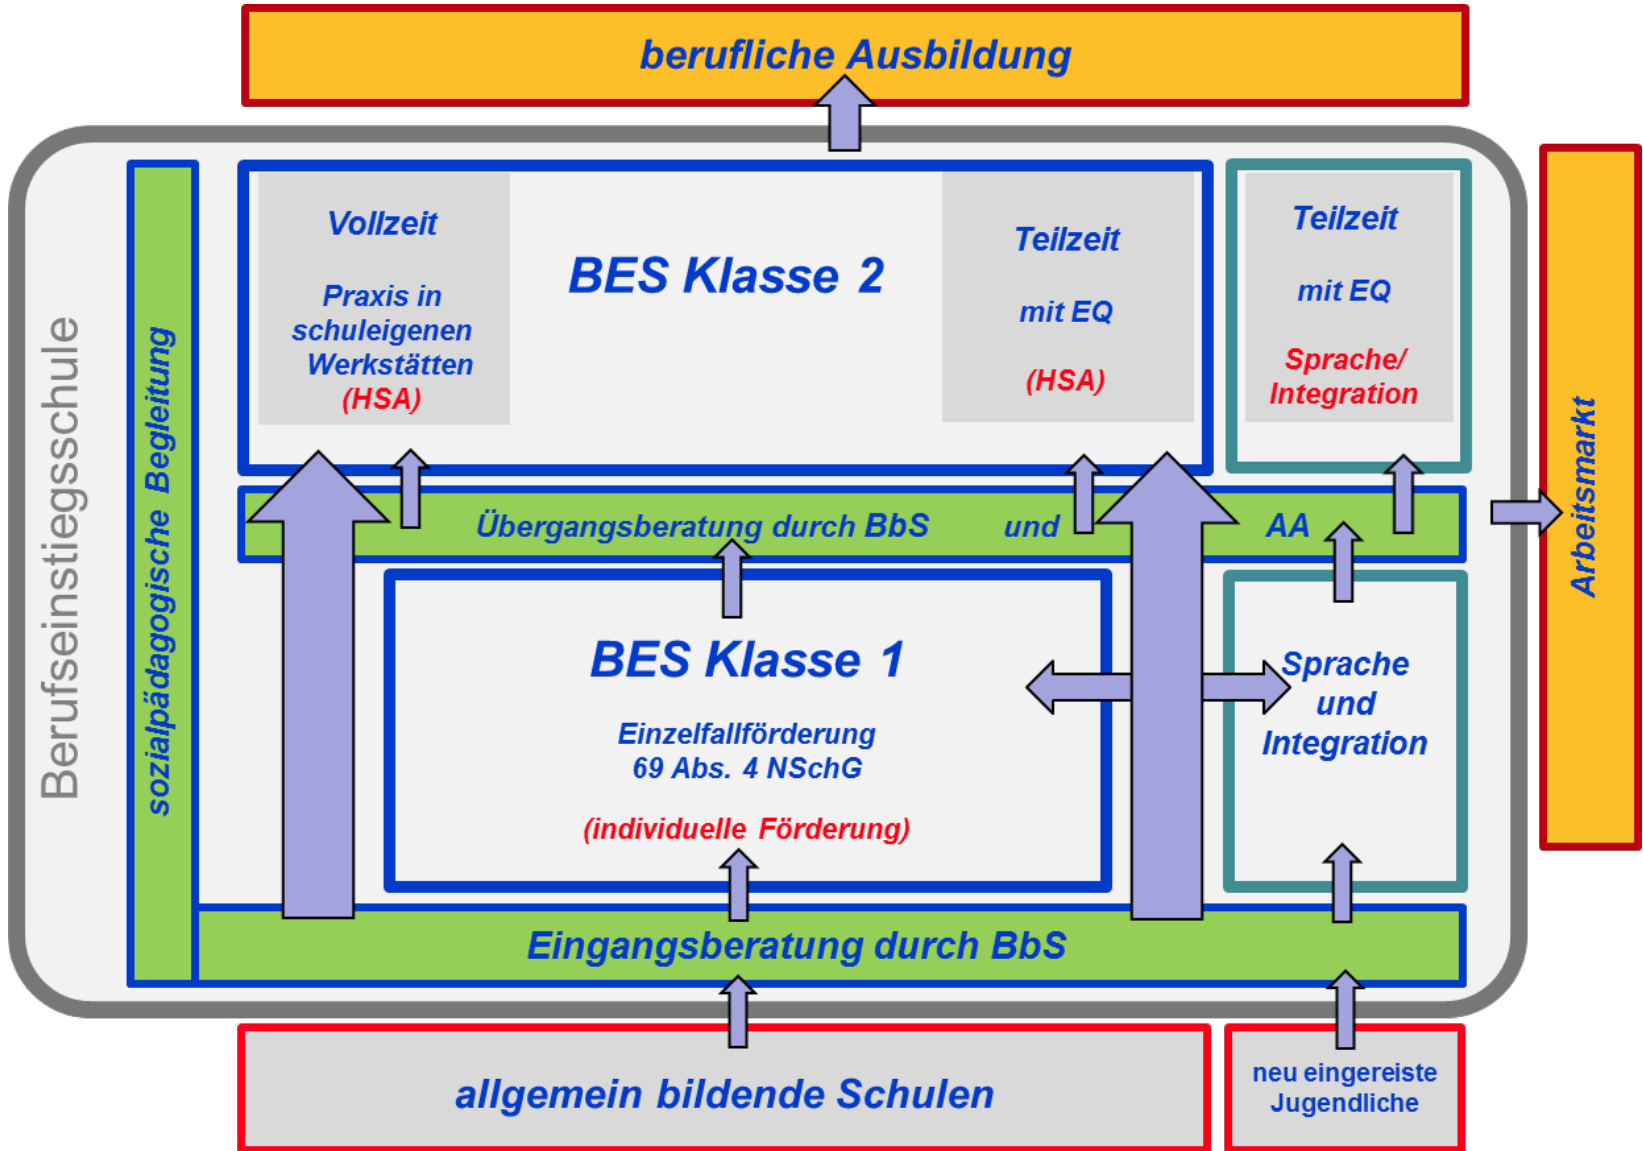 berufliche Ausbildung
Berufseinstiegsschule
sozialpädagogische Begleitung
Vollzeit
Praxis in
schuleigenen
Werkstätten
(HSA)
BES Klasse 2
Teilzeit
mit EQ
(HSA)
Teilzeit
mit EQ
Sprache/
Integration
Arbeitsmarkt
Übergangsberatung durch BbS und AA
BES Klasse 1
Einzelfallförderung
69 Abs. 4 NSchG
(individuelle Förderung)
Sprache
und
Integration
Eingangsberatung durch BbS
allgemein bildende Schulen
neu eingereiste
Jugendliche